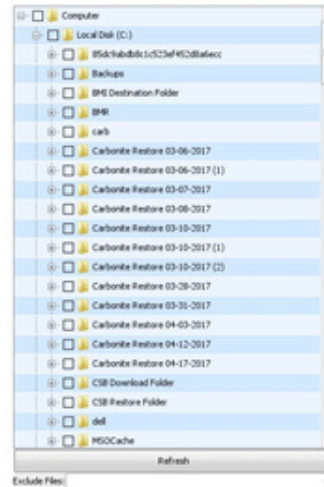 Computer
Local Disk (C:)
Backups
BMI Destination Folder
BMR
carb
Carbonite Restore 03-06-2017
Carbonite Restore 03-06-2017 (1)
Carbonite Restore 03-07-2017
Carbonite Restore 03-08-2017
Carbonite Restore 03-10-2017
Carbonite Restore 03-10-2017 (1)
Carbonite Restore 03-10-2017 (2)
Carbonite Restore 03-28-2017
Carbonite Restore 03-31-2017
Carbonite Restore 04-03-2017
Carbonite Restore 04-12-2017
Carbonite Restore 04-17-2017
CSB Download Folder
CSB Restore Folder
dell
MSOCache
Refresh
Exclude Files: